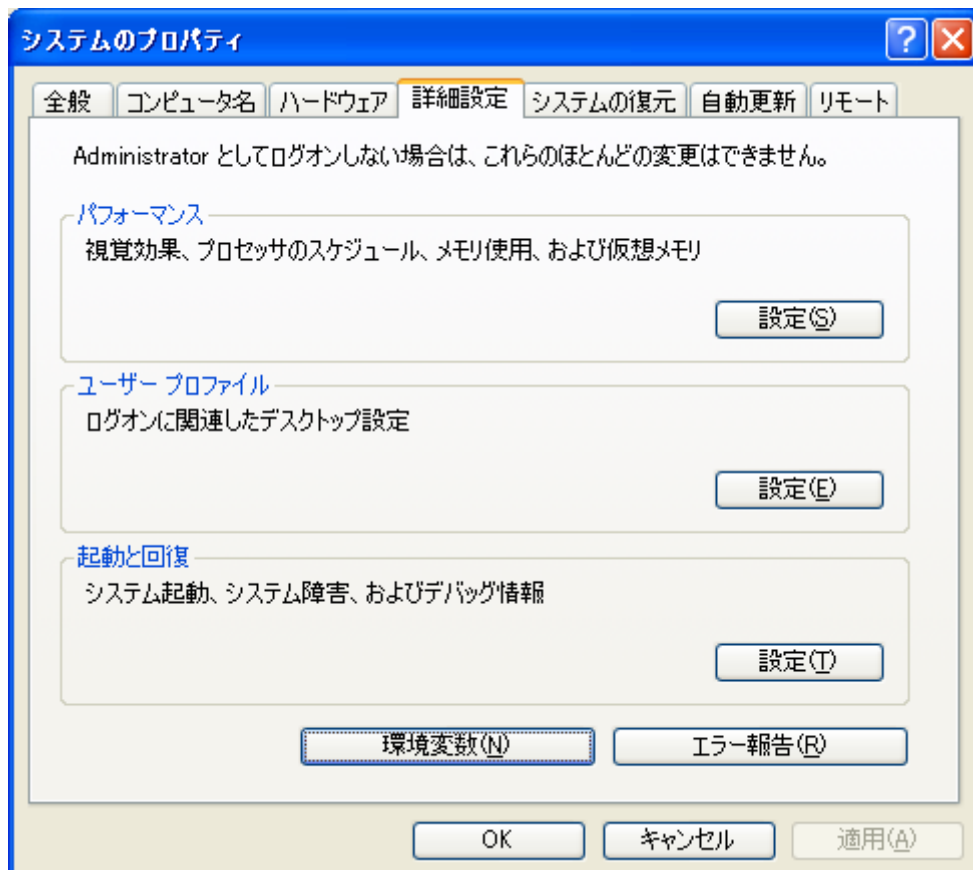 システムのプロパティ
全般 コンピュータ名 ハードウェア 詳細設定 システムの復元 自動更新 リモート
Administrator としてログオンしない場合は、これらのほとんどの変更はできません。
パフォーマンス
視覚効果、プロセッサのスケジュール、メモリ使用、および仮想メモリ
設定(S)
ユーザー プロファイル
ログオンに関連したデスクトップ設定
設定(E)
起動と回復
システム起動、システム障害、およびデバッグ情報
設定(T)
環境変数(N) エラー報告(R)
OK キャンセル 適用(A)